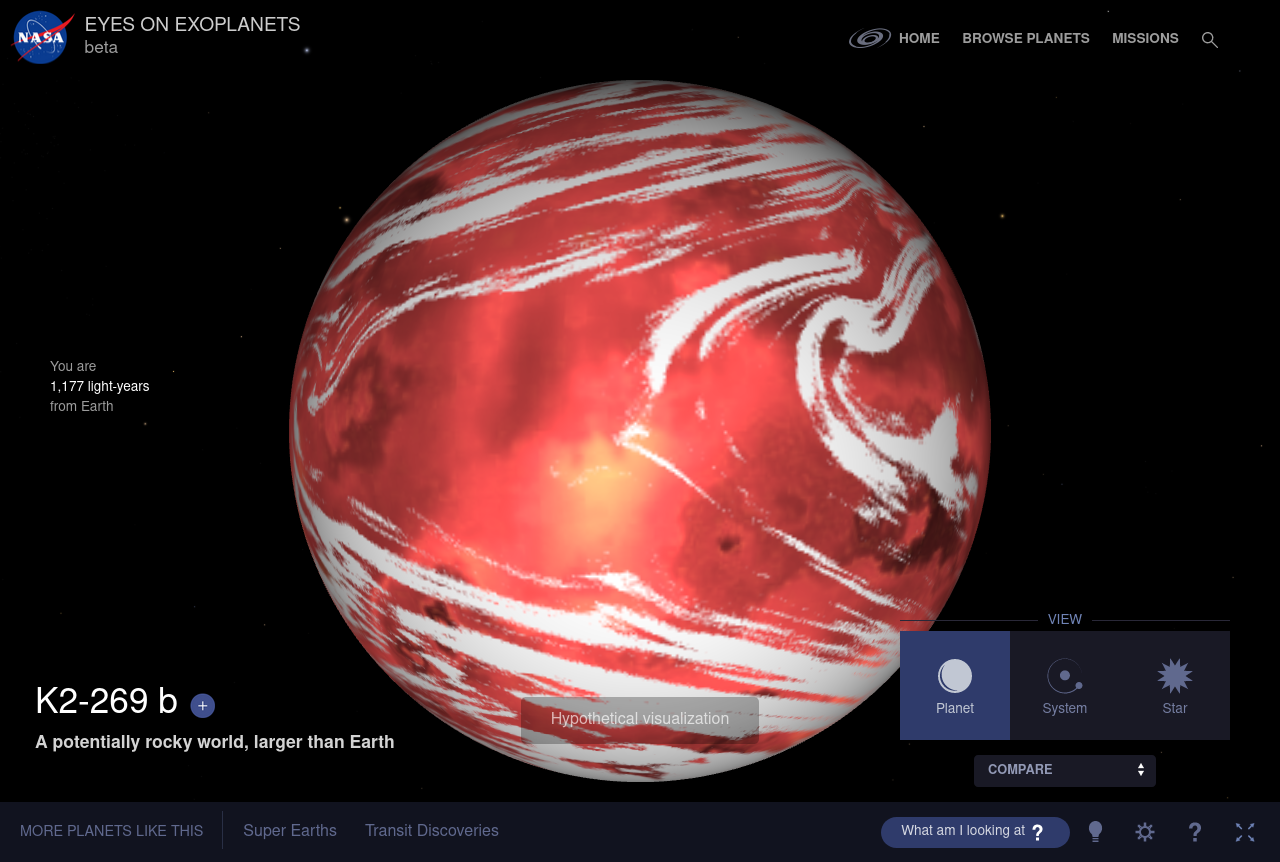 NASA
EYES ON EXOPLANETS
beta
HOME
BROWSE PLANETS
MISSIONS
You are
1,177 light-years
from Earth
VIEW
Planet
System
Star
K2-269 b +
A potentially rocky world, larger than Earth
Hypothetical visualization
COMPARE
MORE PLANETS LIKE THIS
Super Earths
Transit Discoveries
What am I looking at ?
?